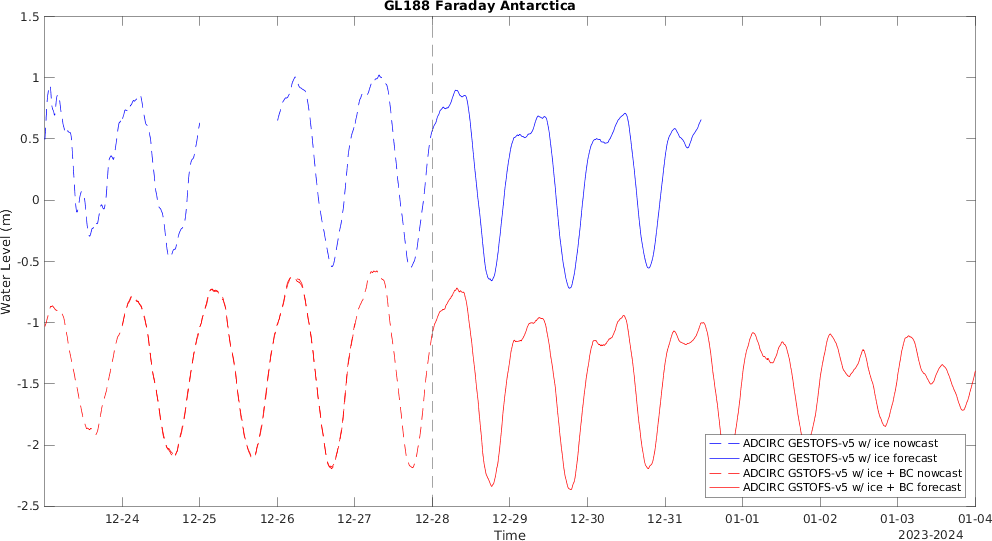 GL188 Faraday Antarctica
1.5
1
0.5
0
-0.5
-1
-1.5
-2
-2.5
Water Level (m)
ADCIRC GESTOFS-v5 w/ ice nowcast
ADCIRC GESTOFS-v5 w/ ice forecast
ADCIRC GSTOFS-v5 w/ ice + BC nowcast
ADCIRC GSTOFS-v5 w/ ice + BC forecast
12-24 12-25 12-26 12-27 12-28 12-29 12-30 12-31 01-01 01-02 01-03 01-04
Time
2023-2024